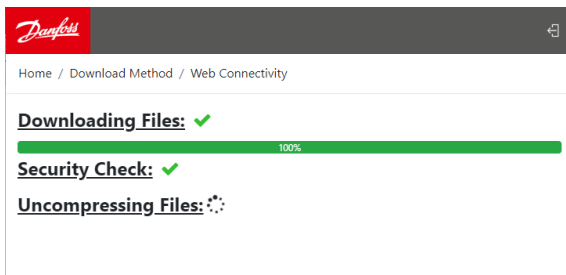 Danfoss
Home / Download Method / Web Connectivity
Downloading Files:
100%
Security Check:
Uncompressing Files: